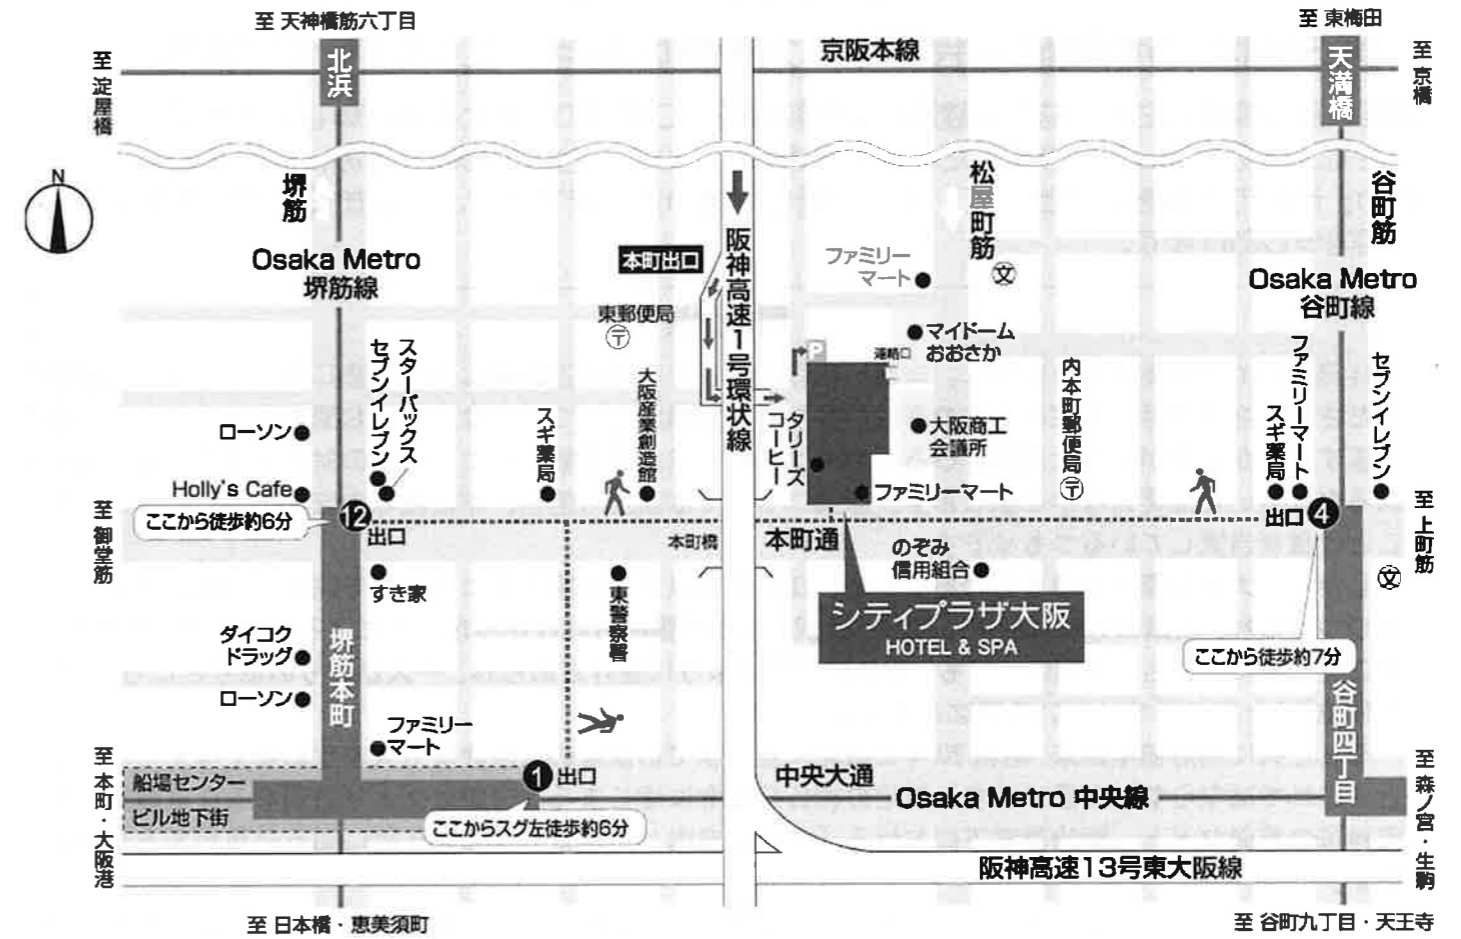 至 天神橋筋六丁目
至 東梅田
至 淀屋橋
北浜
京阪本線
天満橋
至 京橋
N
堺筋
松屋町筋
谷町筋
Osaka Metro
堺筋線
本町出口
阪神高速1号環状線
ファミリー
マート
文
Osaka Metro
谷町線
東郵便局
〒
P
連絡口
マイドーム
おおさか
スターバックス
セブンイレブン
大阪産業創造館
スギ薬局
ローソン
Holly's Cafe
タリーズ
コーヒー
大阪商工
会議所
ファミリーマート
内本町郵便局
〒
セブンイレブン
ファミリーマート
スギ薬局
至 御堂筋
ここから徒歩約6分
12
出口
本町橋
本町通
のぞみ
信用組合
出口
4
至 上町筋
文
すき家
東警察署
シティプラザ大阪
HOTEL & SPA
ここから徒歩約7分
ダイコク
ドラッグ
ローソン
堺筋本町
ファミリー
マート
谷町四丁目
至 本町・大阪港
船場センター
ビル地下街
1
出口
ここからスグ左徒歩約6分
中央大通
Osaka Metro 中央線
至 森ノ宮・生駒
阪神高速13号東大阪線
至 日本橋・恵美須町
至 谷町九丁目・天王寺